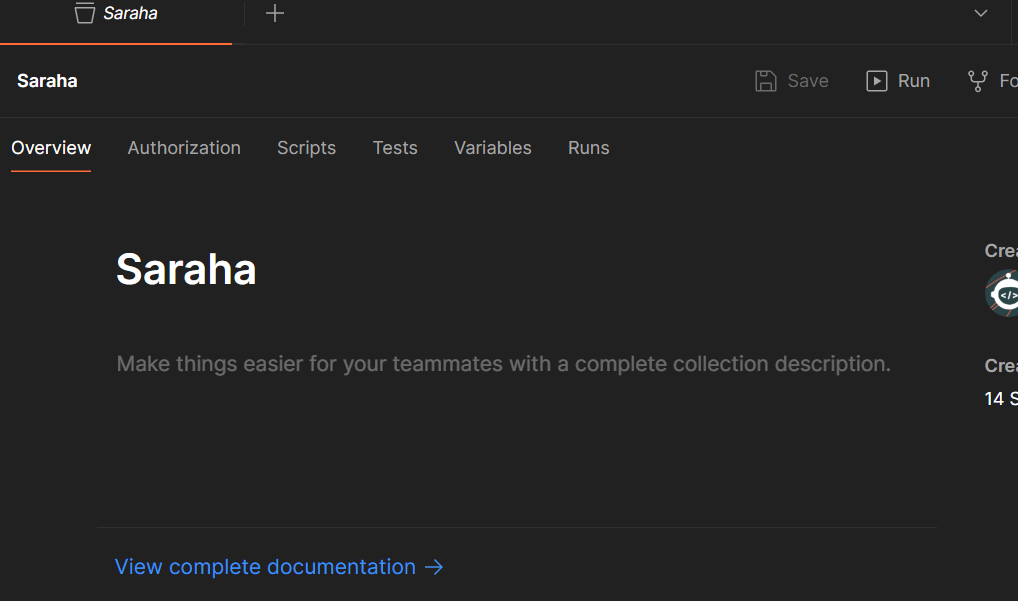 Saraha
Saraha
Save
Run
Fo
Overview Authorization Scripts Tests Variables Runs
Saraha
Crea
</>
Make things easier for your teammates with a complete collection description.
Crea
14 S
View complete documentation →